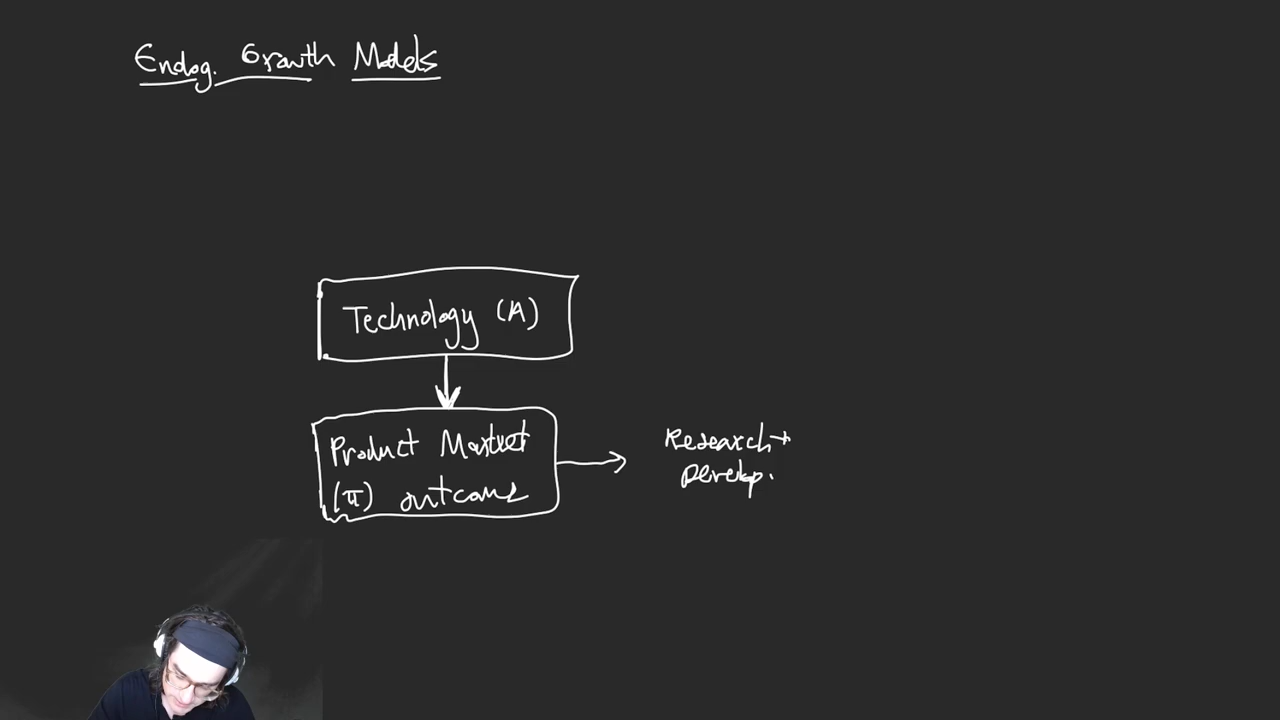 Endog. Growth Models
Technology (A)
Product Market
(π) outcome
Research +
Develop.